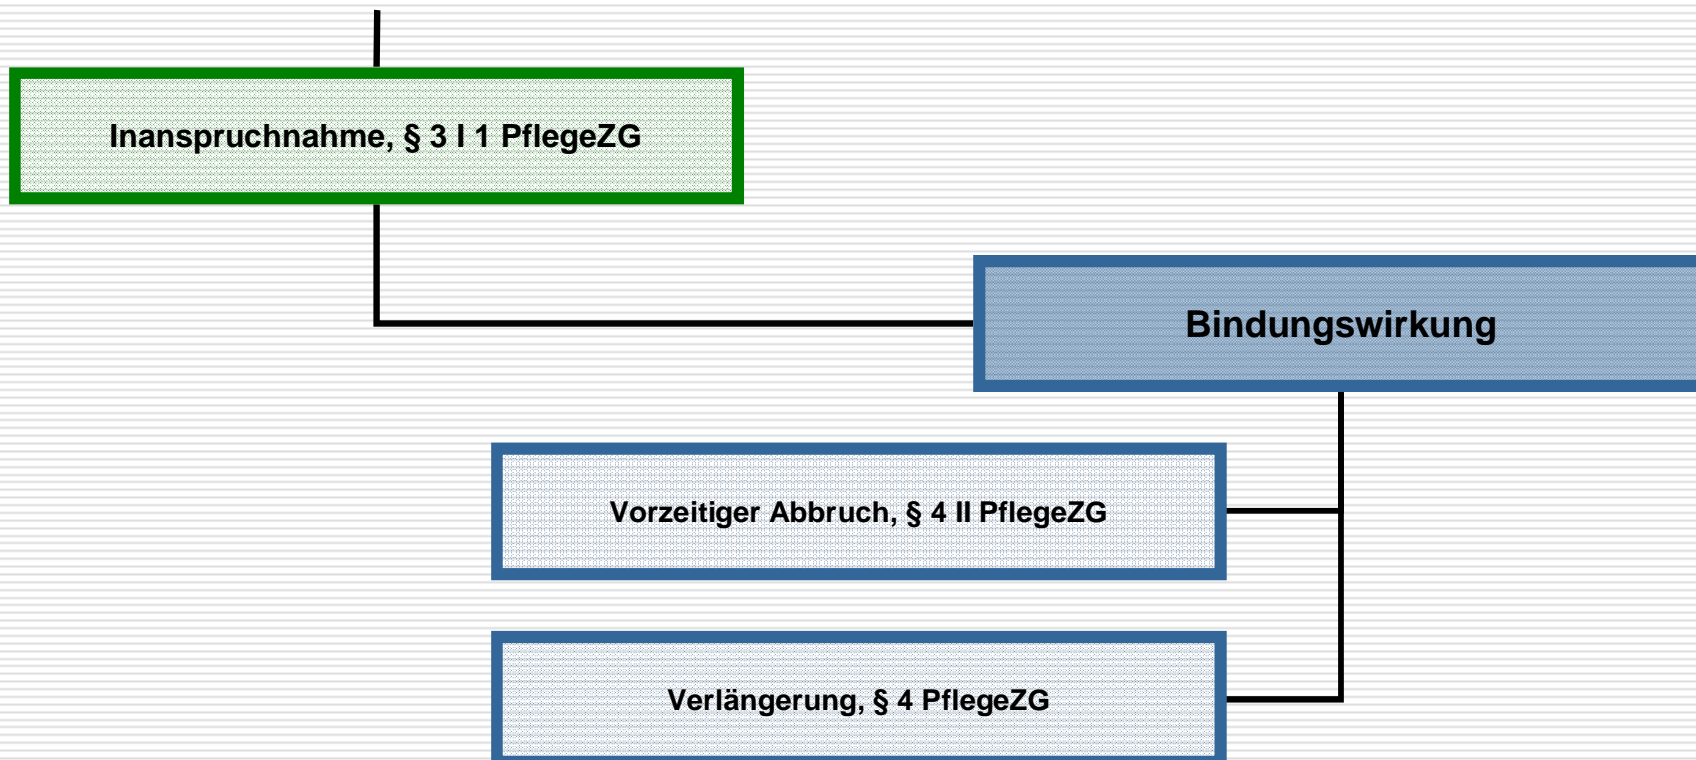 Inanspruchnahme, § 3 I 1 PflegeZG
Bindungswirkung
Vorzeitiger Abbruch, § 4 II PflegeZG
Verlängerung, § 4 PflegeZG